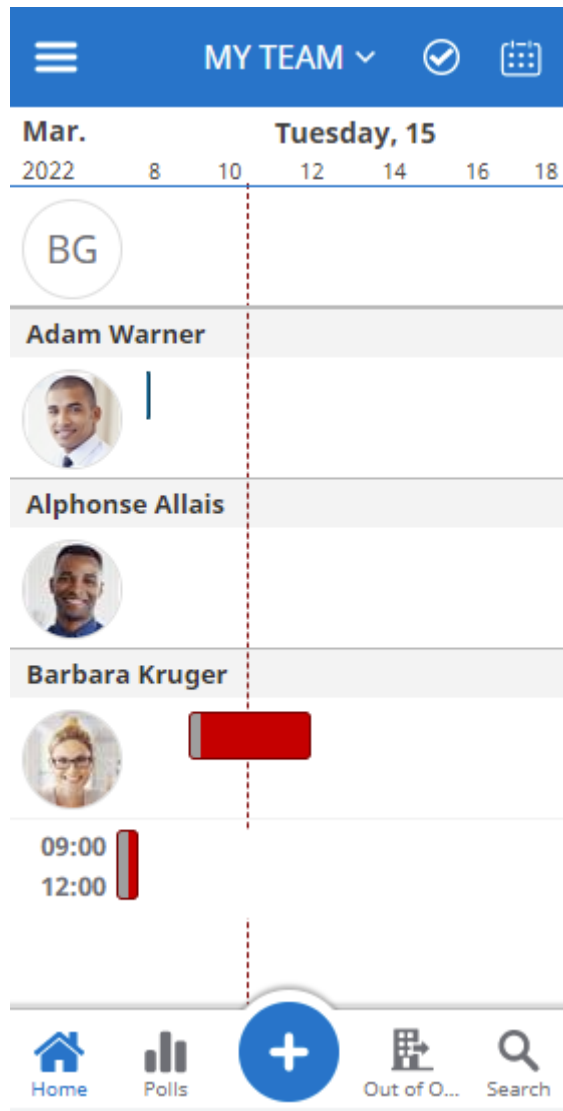 MY TEAM
Mar. Tuesday, 15
2022 8 10 12 14 16 18
BG
Adam Warner
Alphonse Allais
Barbara Kruger
09:00
12:00
Home Polls Out of O... Search